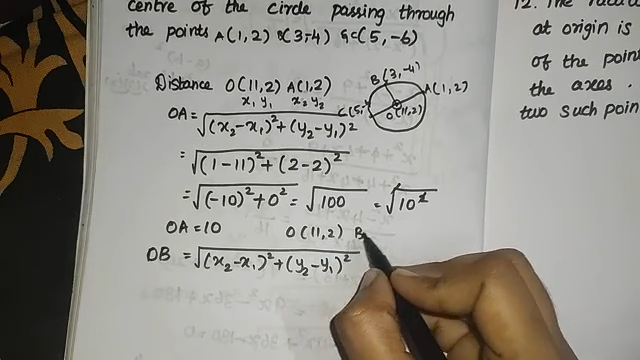 centre of the circle passing through
the points A(1,2) B(3,-4) & C(5,-6)
Distance O(11,2) A(1,2)
x₁ y₁ x₂ y₂
B(3,-4)
A(1,2)
C(5,
O(11,2)
OA = √(x₂-x₁)²+(y₂-y₁)2
= √(1-11)²+(2-2)²
= √(-10)²+0² = √100 = √10²
OA = 10 O(11,2) B
OB = √(x₂-x₁)²+(y₂-y₁)²
12. The
at origin is
of the poin
the axes.
two such poin